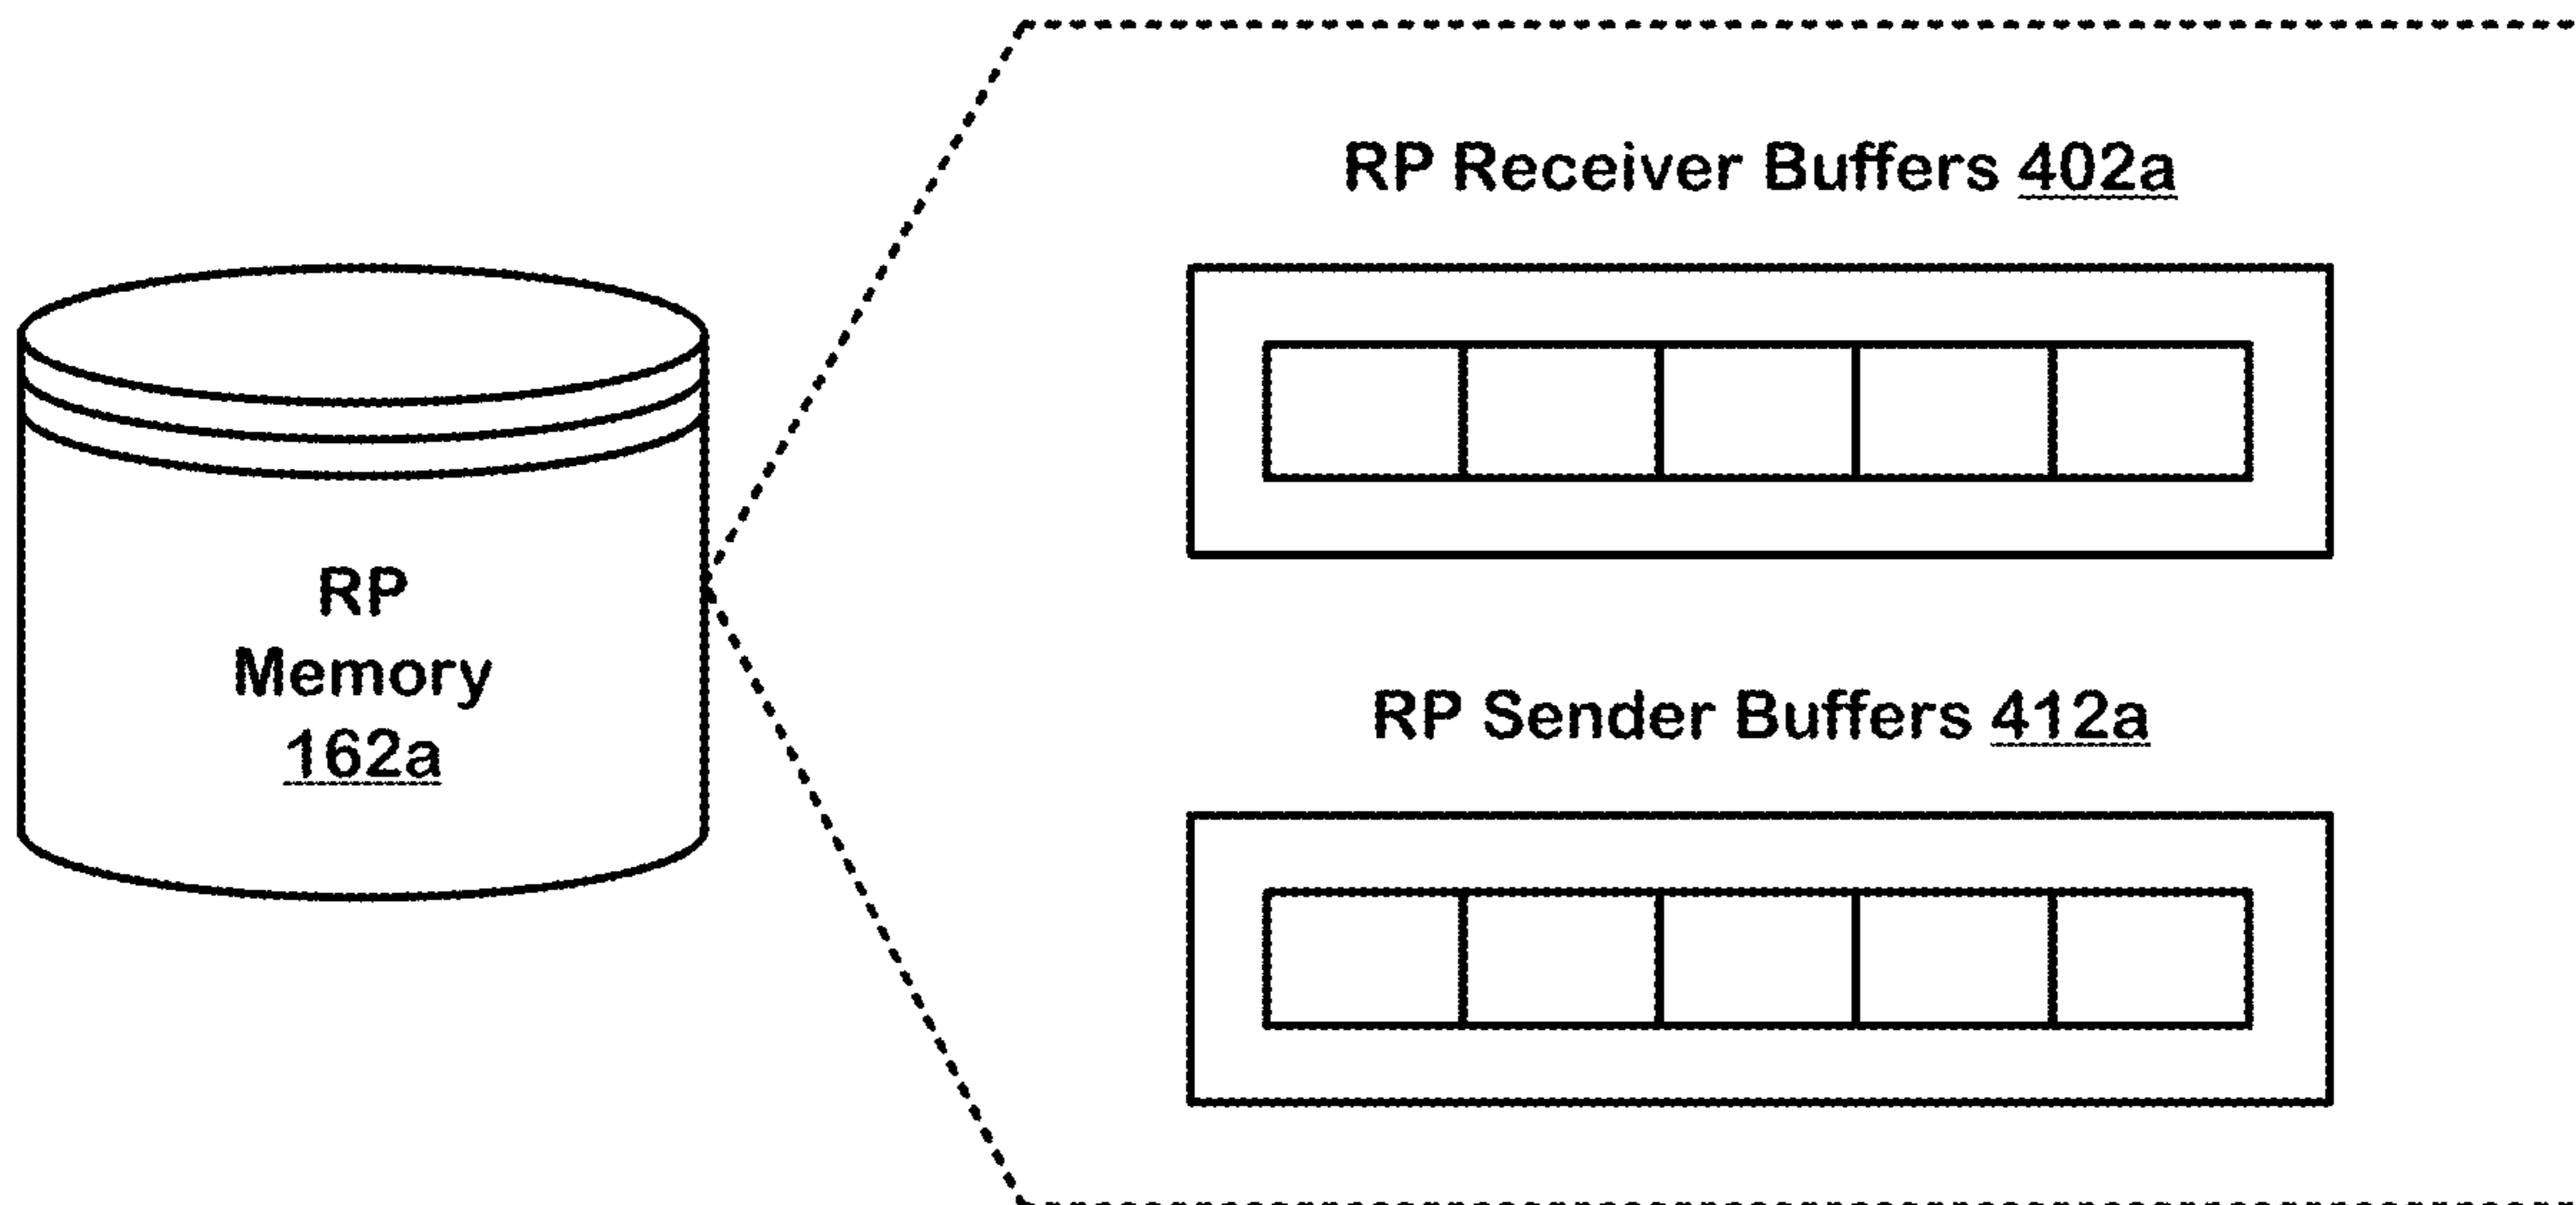 RP Receiver Buffers 402a
RP
Memory
162a
RP Sender Buffers 412a